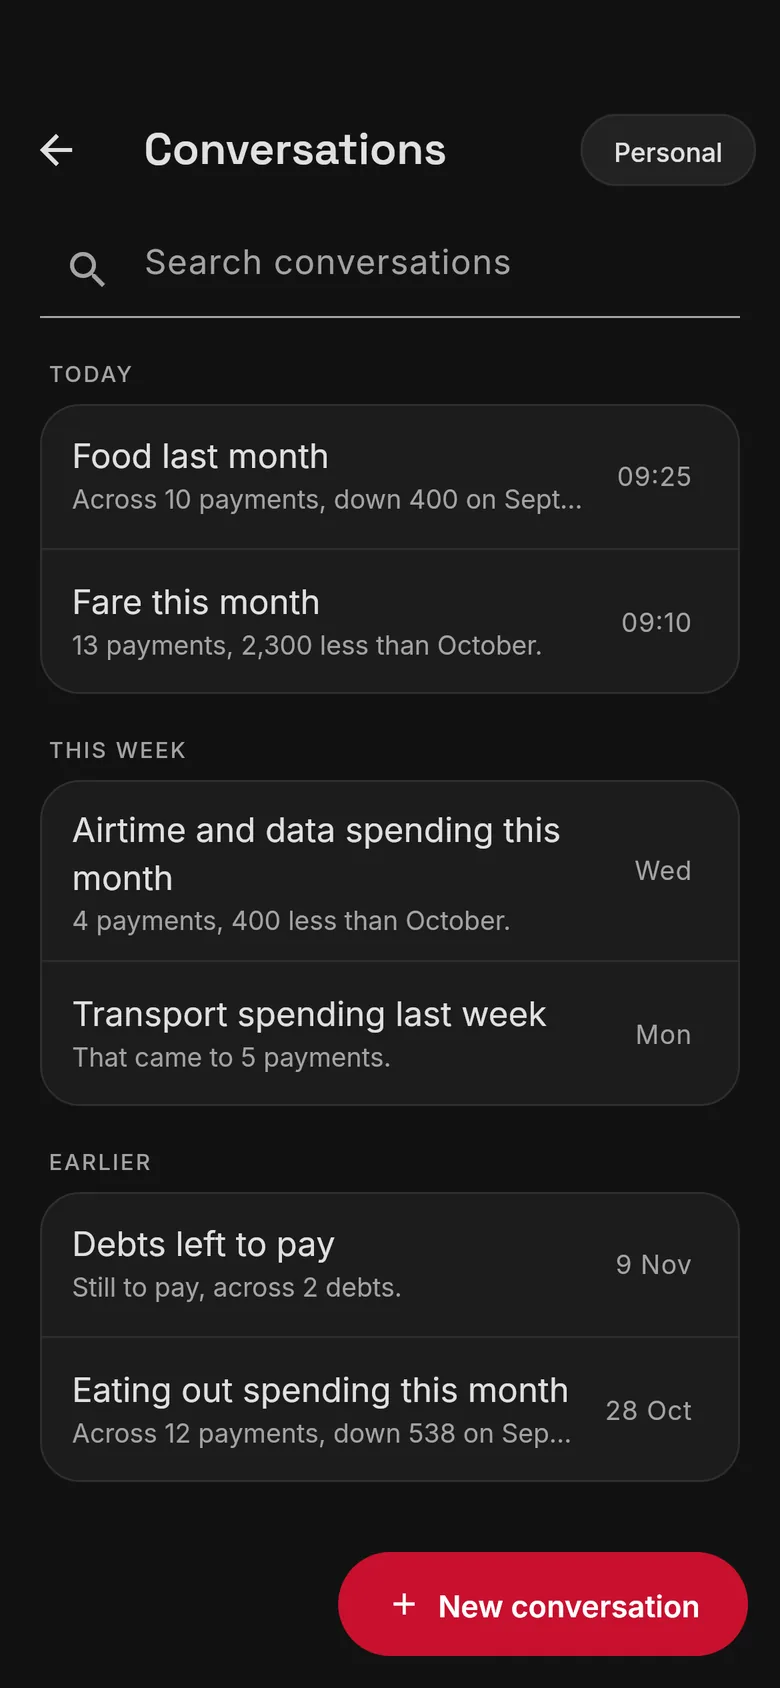 Conversations
Personal
Search conversations
TODAY
Food last month
Across 10 payments, down 400 on Sept...
09:25
Fare this month
13 payments, 2,300 less than October.
09:10
THIS WEEK
Airtime and data spending this
month
4 payments, 400 less than October.
Wed
Transport spending last week
That came to 5 payments.
Mon
EARLIER
Debts left to pay
Still to pay, across 2 debts.
9 Nov
Eating out spending this month
Across 12 payments, down 538 on Sep...
28 Oct
+ New conversation